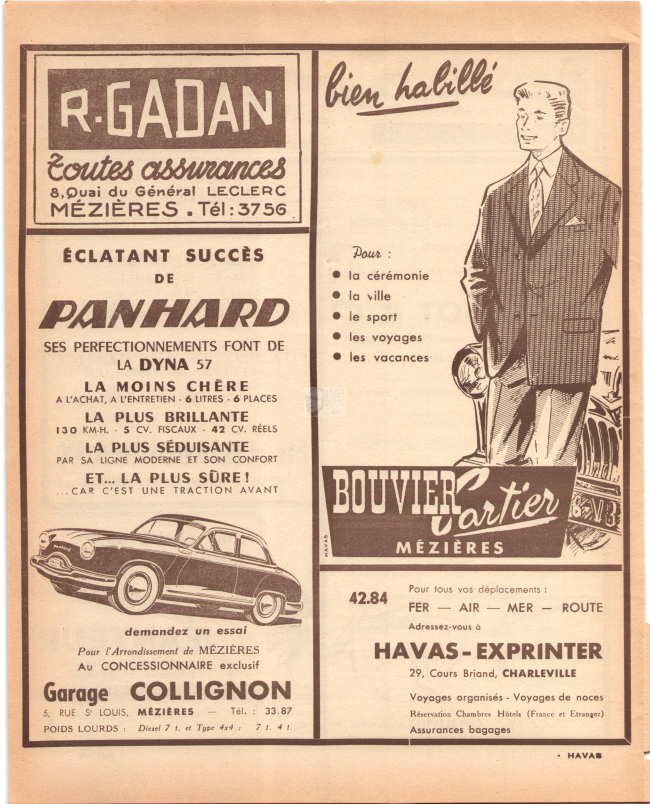 R. GADAN
Toutes assurances
8, Quai du Général LECLERC
MÉZIÈRES . Tél : 3756
ÉCLATANT SUCCÈS
DE
PANHARD
SES PERFECTIONNEMENTS FONT DE
LA DYNA 57
LA MOINS CHÈRE
A L'ACHAT, A L'ENTRETIEN - 6 LITRES - 6 PLACES
LA PLUS BRILLANTE
130 KM-H. - 5 CV. FISCAUX - 42 CV. RÉELS
LA PLUS SÉDUISANTE
PAR SA LIGNE MODERNE ET SON CONFORT
ET... LA PLUS SÛRE !
...CAR C'EST UNE TRACTION AVANT
Panhard
demandez un essai
Pour l'Arrondissement de MÉZIÈRES
Au CONCESSIONNAIRE exclusif
Garage COLLIGNON
5, RUE St LOUIS, MÉZIÈRES — Tél. : 33.87
POIDS LOURDS : Diesel 7 t. et Type 4x4 : 7 t. 4 t.
bien habillé
Pour :
● la cérémonie
● la ville
● le sport
● les voyages
● les vacances
BOUVIER Cartier
MÉZIÈRES
HAVAS
42.84
Pour tous vos déplacements :
FER — AIR — MER — ROUTE
Adressez-vous à
HAVAS - EXPRINTER
29, Cours Briand, CHARLEVILLE
Voyages organisés - Voyages de noces
Réservation Chambres Hôtels (France et Etranger)
Assurances bagages
• HAVAS